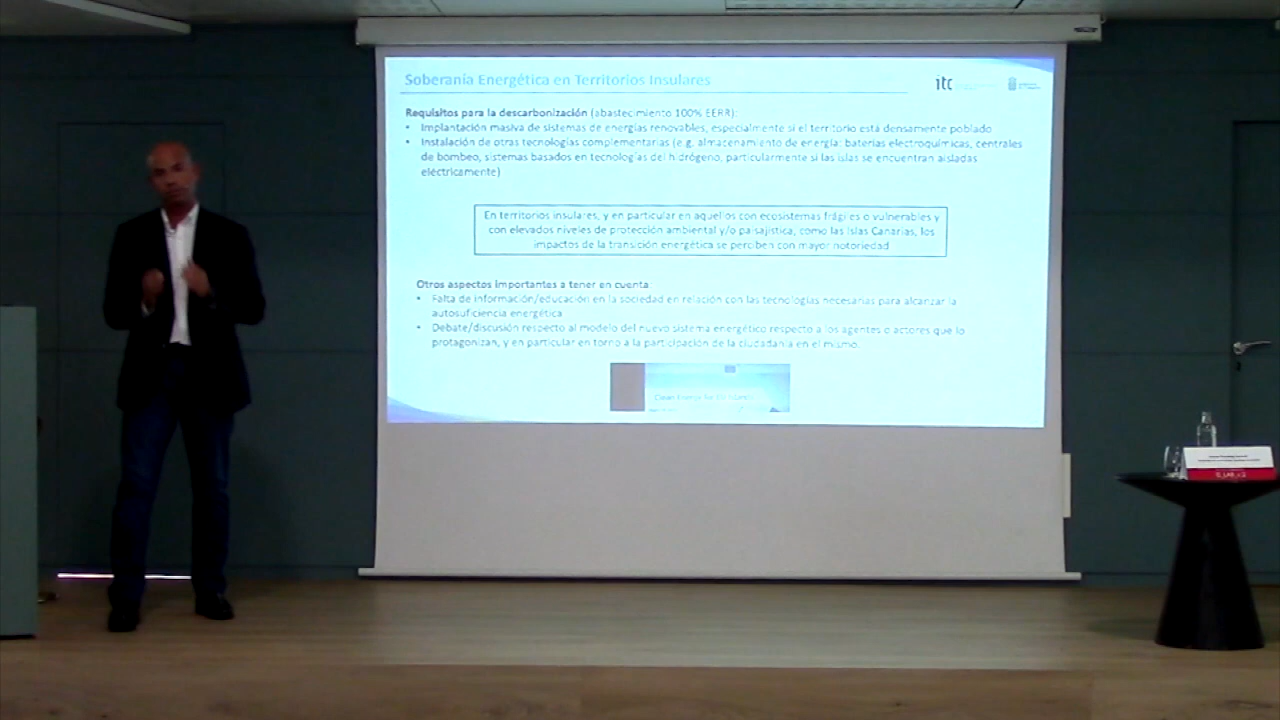 Soberanía Energética en Territorios Insulares
itc
Requisitos para la descarbonización (abastecimiento 100% EERR):
• Implantación masiva de sistemas de energías renovables, especialmente si el territorio está densamente poblado
• Instalación de otras tecnologías complementarias (e.g. almacenamiento de energía: baterías electroquímicas, centrales
de bombeo, sistemas basados en tecnologías del hidrógeno, particularmente si las islas se encuentran aisladas
eléctricamente)
En territorios insulares, y en particular en aquellos con ecosistemas frágiles o vulnerables y
con elevados niveles de protección ambiental y/o paisajística, como las Islas Canarias, los
impactos de la transición energética se perciben con mayor notoriedad
Otros aspectos importantes a tener en cuenta
• Falta de información/educación en la sociedad en relación con las tecnologías necesarias para alcanzar la
autosuficiencia energética
• Debate/discusión respecto al modelo del nuevo sistema energético respecto a los agentes o actores que lo
protagonizan, y en particular en torno a la participación de la ciudadanía en el mismo.
Clean Energy for EU Islands